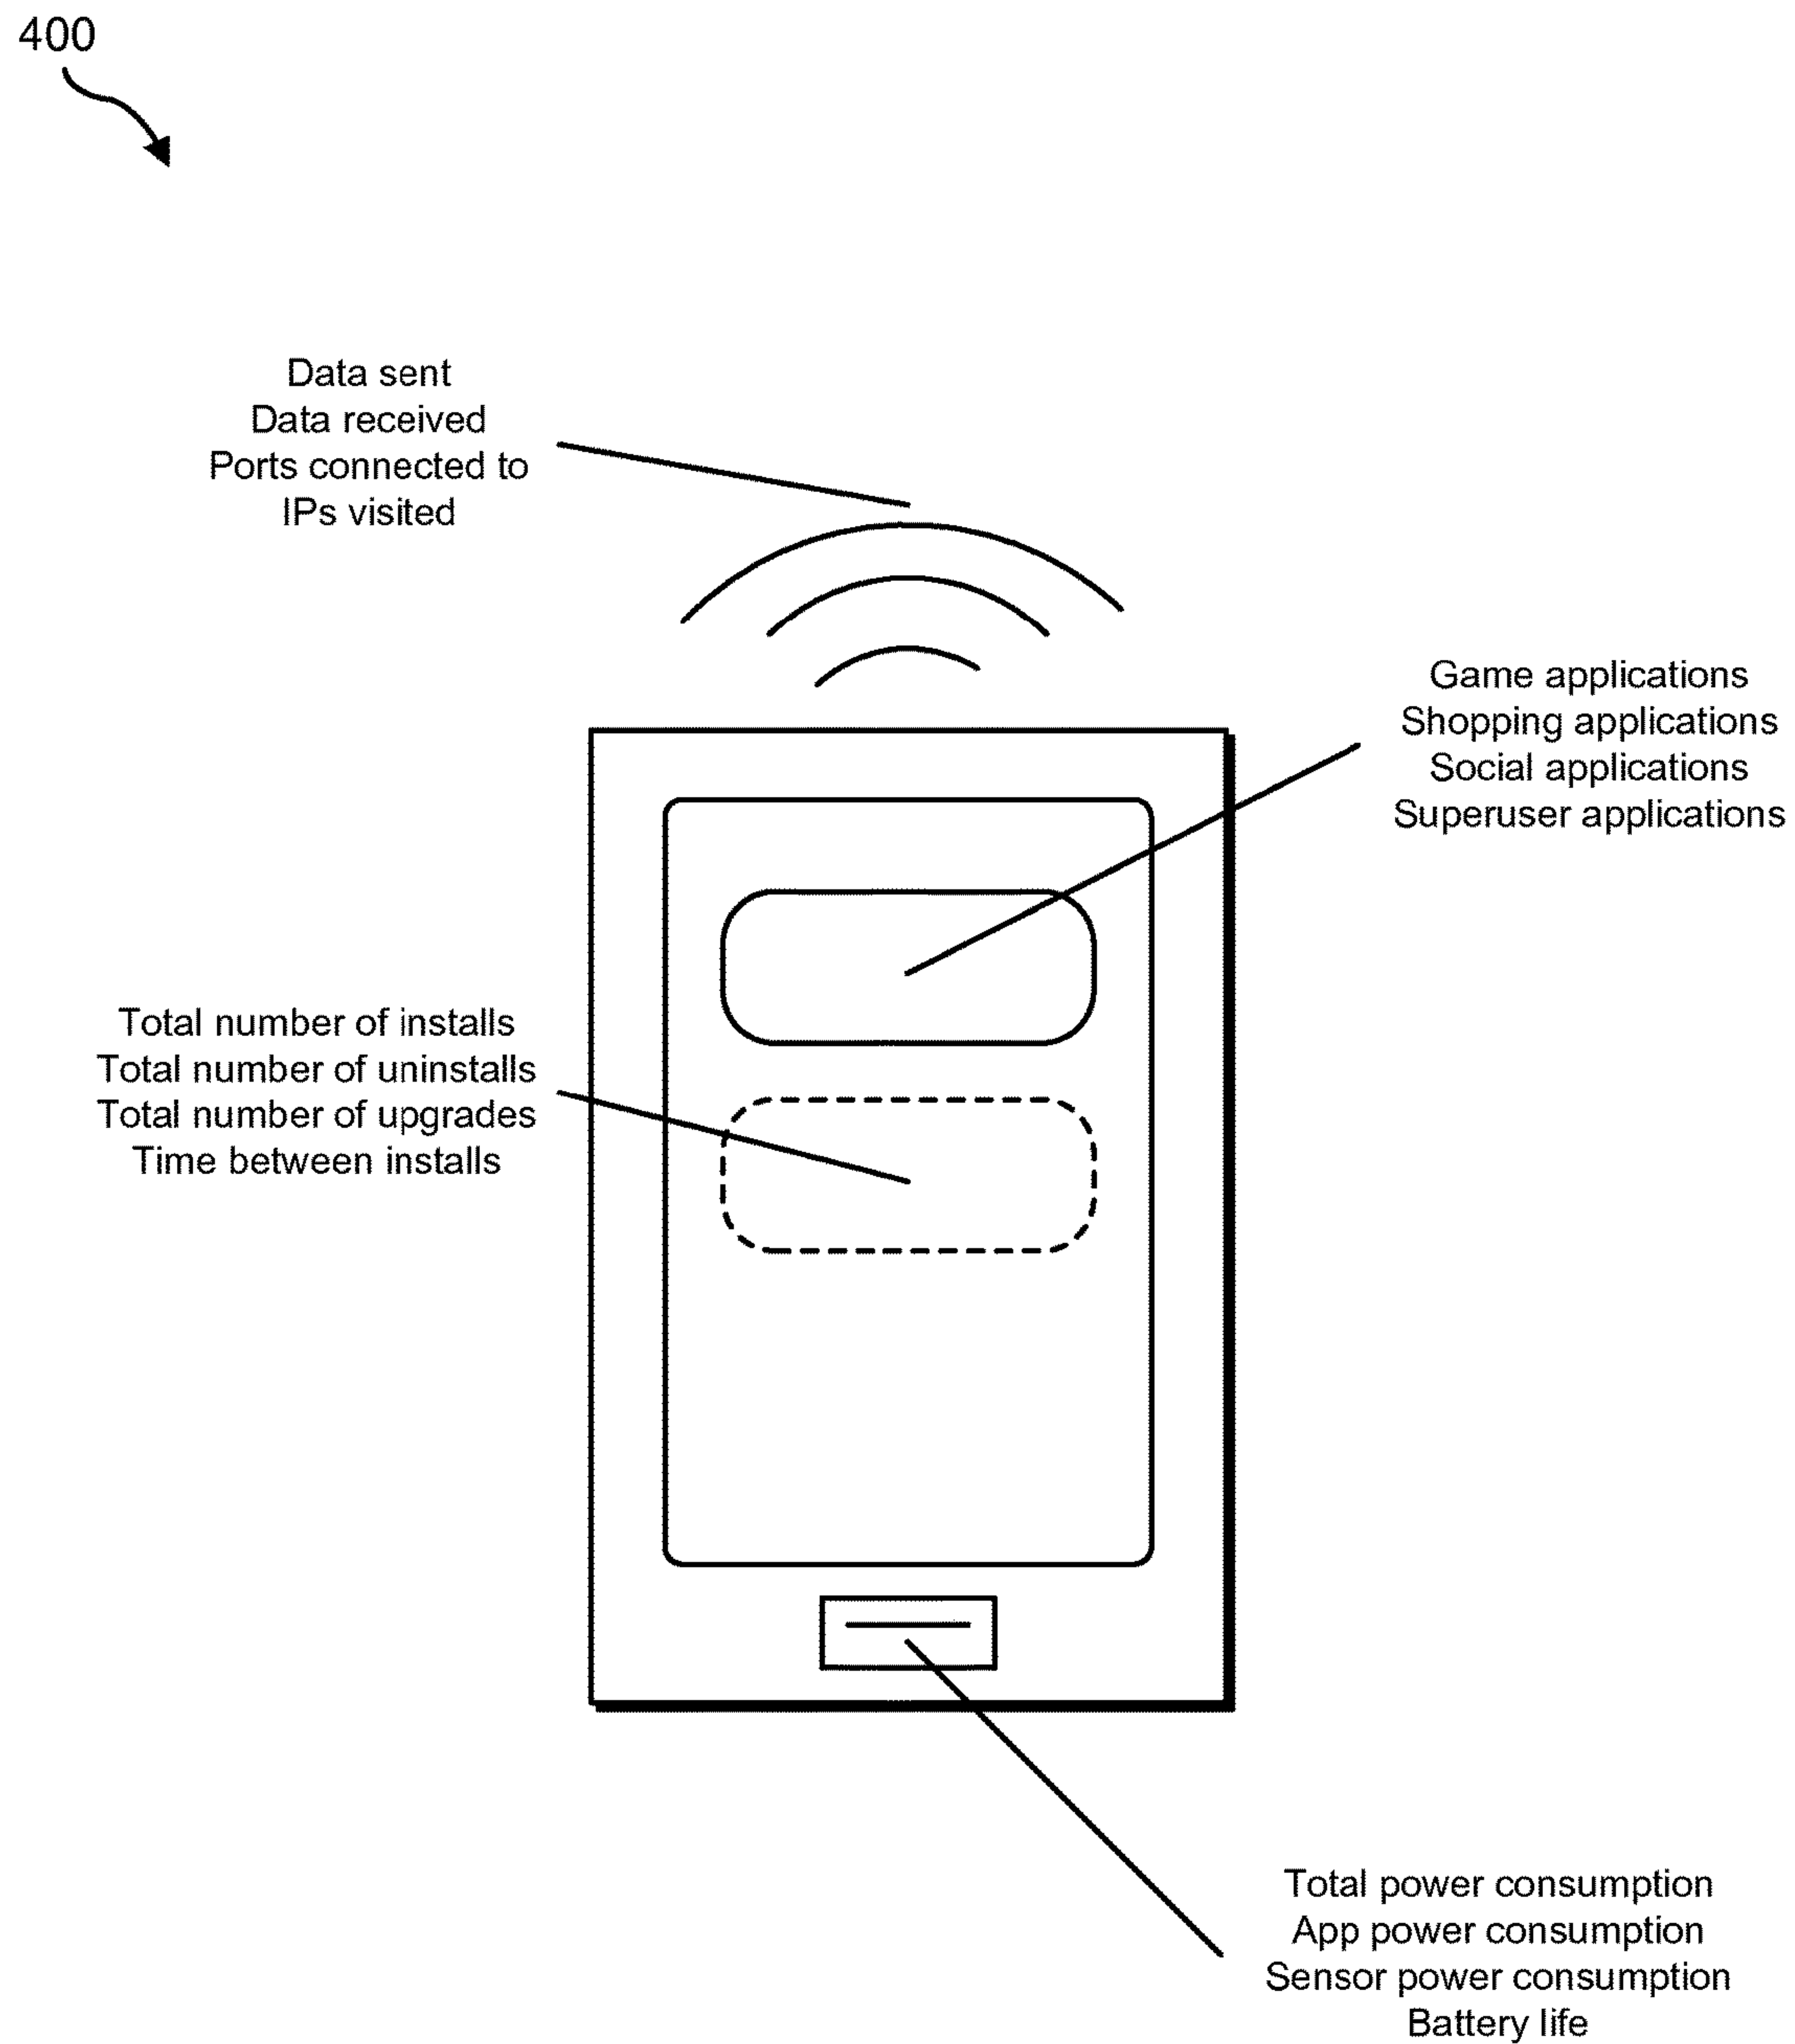 400
Data sent
Data received
Ports connected to
IPs visited
Game applications
Shopping applications
Social applications
Superuser applications
Total number of installs
Total number of uninstalls
Total number of upgrades
Time between installs
Total power consumption
App power consumption
Sensor power consumption
Battery life